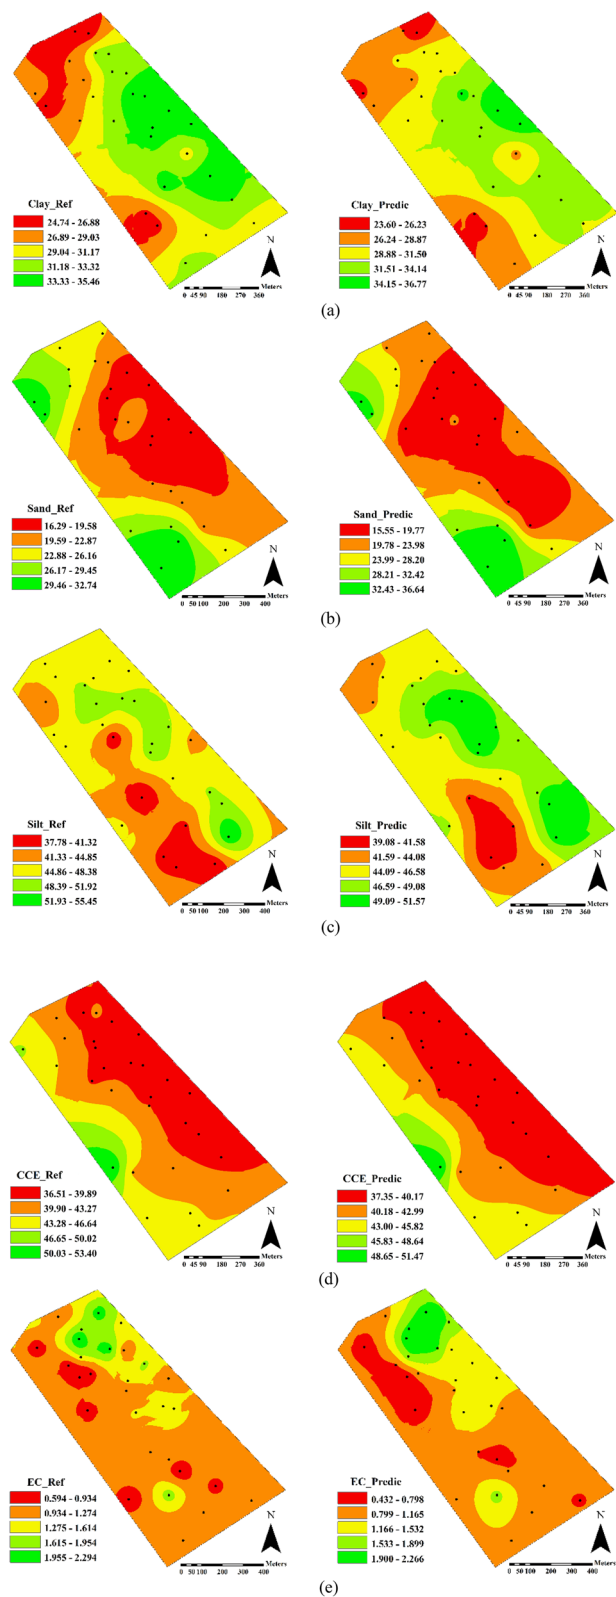 Clay_Ref
24.74 - 26.88
26.89 - 29.03
29.04 - 31.17
31.18 - 33.32
33.33 - 35.46
N
Meters
0 45 90 180 270 360
Clay_Predic
23.60 - 26.23
26.24 - 28.87
28.88 - 31.50
31.51 - 34.14
34.15 - 36.77
N
Meters
0 45 90 180 270 360
(a)
Sand_Ref
16.29 - 19.58
19.59 - 22.87
22.88 - 26.16
26.17 - 29.45
29.46 - 32.74
N
Meters
0 50 100 200 300 400
Sand_Predic
15.55 - 19.77
19.78 - 23.98
23.99 - 28.20
28.21 - 32.42
32.43 - 36.64
N
Meters
0 45 90 180 270 360
(b)
Silt_Ref
37.78 - 41.32
41.33 - 44.85
44.86 - 48.38
48.39 - 51.92
51.93 - 55.45
N
Meters
0 50 100 200 300 400
Silt_Predic
39.08 - 41.58
41.59 - 44.08
44.09 - 46.58
46.59 - 49.08
49.09 - 51.57
N
Meters
0 45 90 180 270 360
(c)
CCE_Ref
36.51 - 39.89
39.90 - 43.27
43.28 - 46.64
46.65 - 50.02
50.03 - 53.40
N
Meters
0 45 90 180 270 360
CCE_Predic
37.35 - 40.17
40.18 - 42.99
43.00 - 45.82
45.83 - 48.64
48.65 - 51.47
N
Meters
0 45 90 180 270 360
(d)
EC_Ref
0.594 - 0.934
0.934 - 1.274
1.275 - 1.614
1.615 - 1.954
1.955 - 2.294
N
Meters
0 50 100 200 300 400
EC_Predic
0.432 - 0.798
0.799 - 1.165
1.166 - 1.532
1.533 - 1.899
1.900 - 2.266
N
Meters
0 50 100 200 300 400
(e)